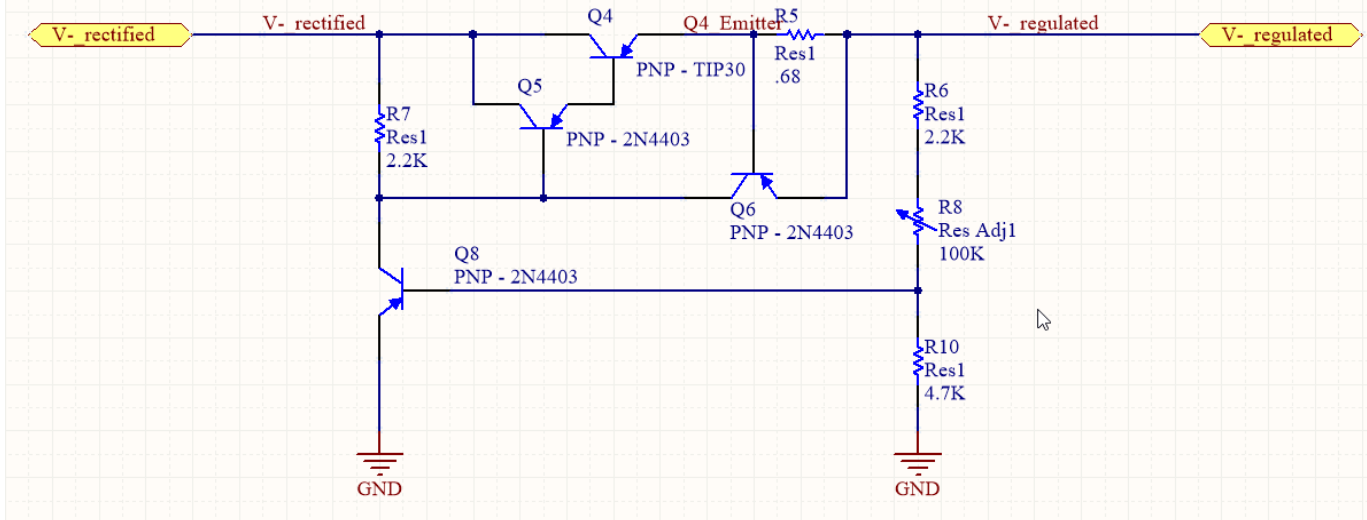 V-_rectified
V-_rectified
Q4
Q4_Emitter
R5
V-_regulated
V-_regulated
PNP - TIP30
Res1
.68
Q5
R6
Res1
2.2K
R7
Res1
2.2K
PNP - 2N4403
Q6
PNP - 2N4403
R8
Res Adj1
100K
Q8
PNP - 2N4403
R10
Res1
4.7K
GND
GND